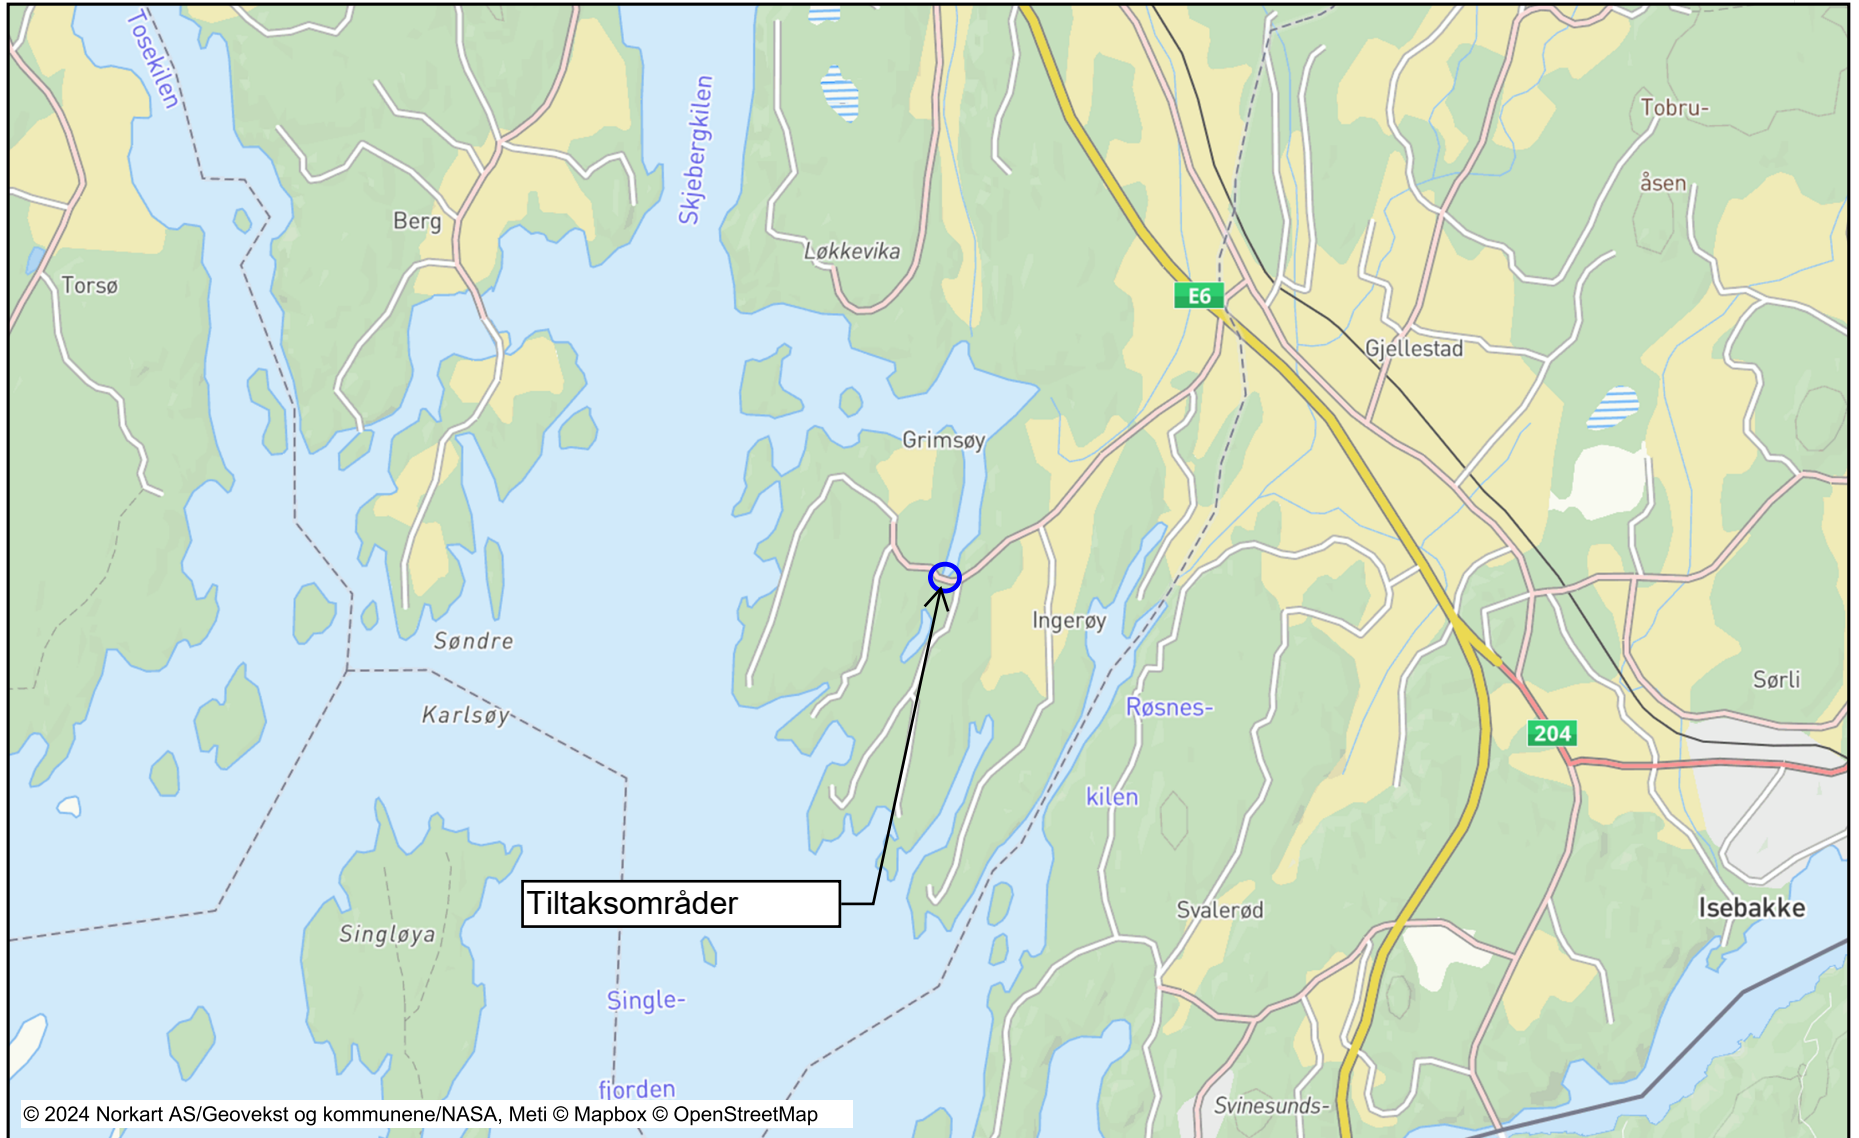 Tosekilen
Skjebergkilen
Tobru-
åsen
Berg
Løkkevika
Torsø
E6
Gjellestad
Grimsøy
Ingerøy
Søndre
Karlsøy
Sørli
Røsnes-
kilen
204
Tiltaksområder
Svalerød
Isebakke
Singløya
Single-
fjorden
Svinesunds-
© 2024 Norkart AS/Geovekst og kommunene/NASA, Meti © Mapbox © OpenStreetMap